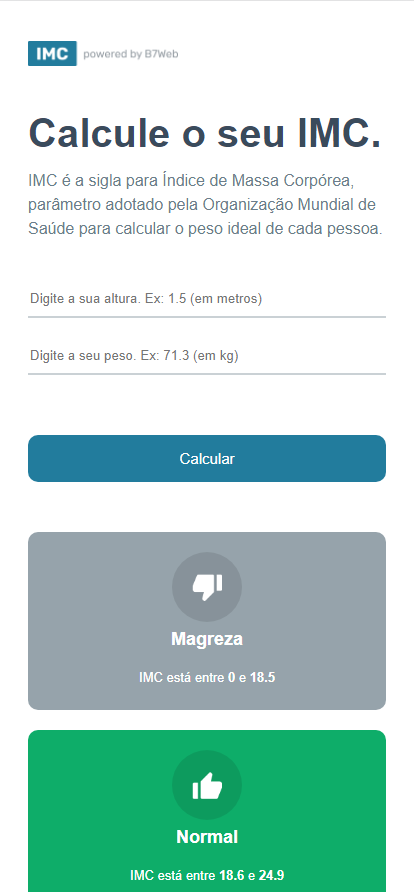 IMC powered by B7Web
Calcule o seu IMC.
IMC é a sigla para Índice de Massa Corpórea,
parâmetro adotado pela Organização Mundial de
Saúde para calcular o peso ideal de cada pessoa.
Digite a sua altura. Ex: 1.5 (em metros)
Digite a seu peso. Ex: 71.3 (em kg)
Calcular
Magreza
IMC está entre 0 e 18.5
Normal
IMC está entre 18.6 e 24.9